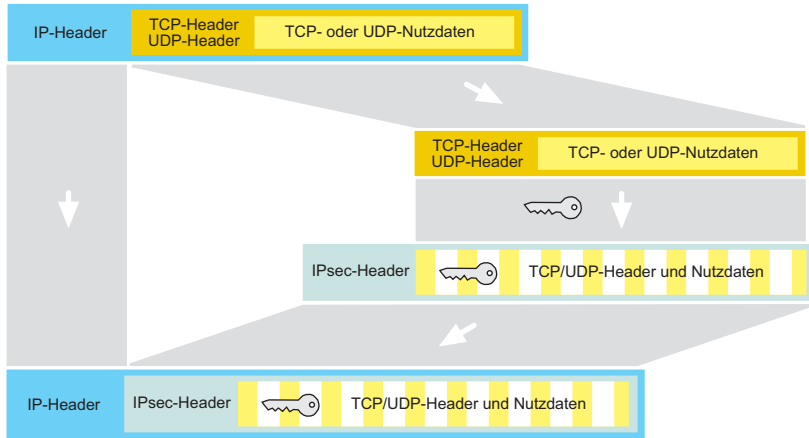 IP-Header
TCP-Header
UDP-Header
TCP- oder UDP-Nutzdaten
TCP-Header
UDP-Header
TCP- oder UDP-Nutzdaten
IPsec-Header
TCP/UDP-Header und Nutzdaten
IP-Header
IPsec-Header
TCP/UDP-Header und Nutzdaten